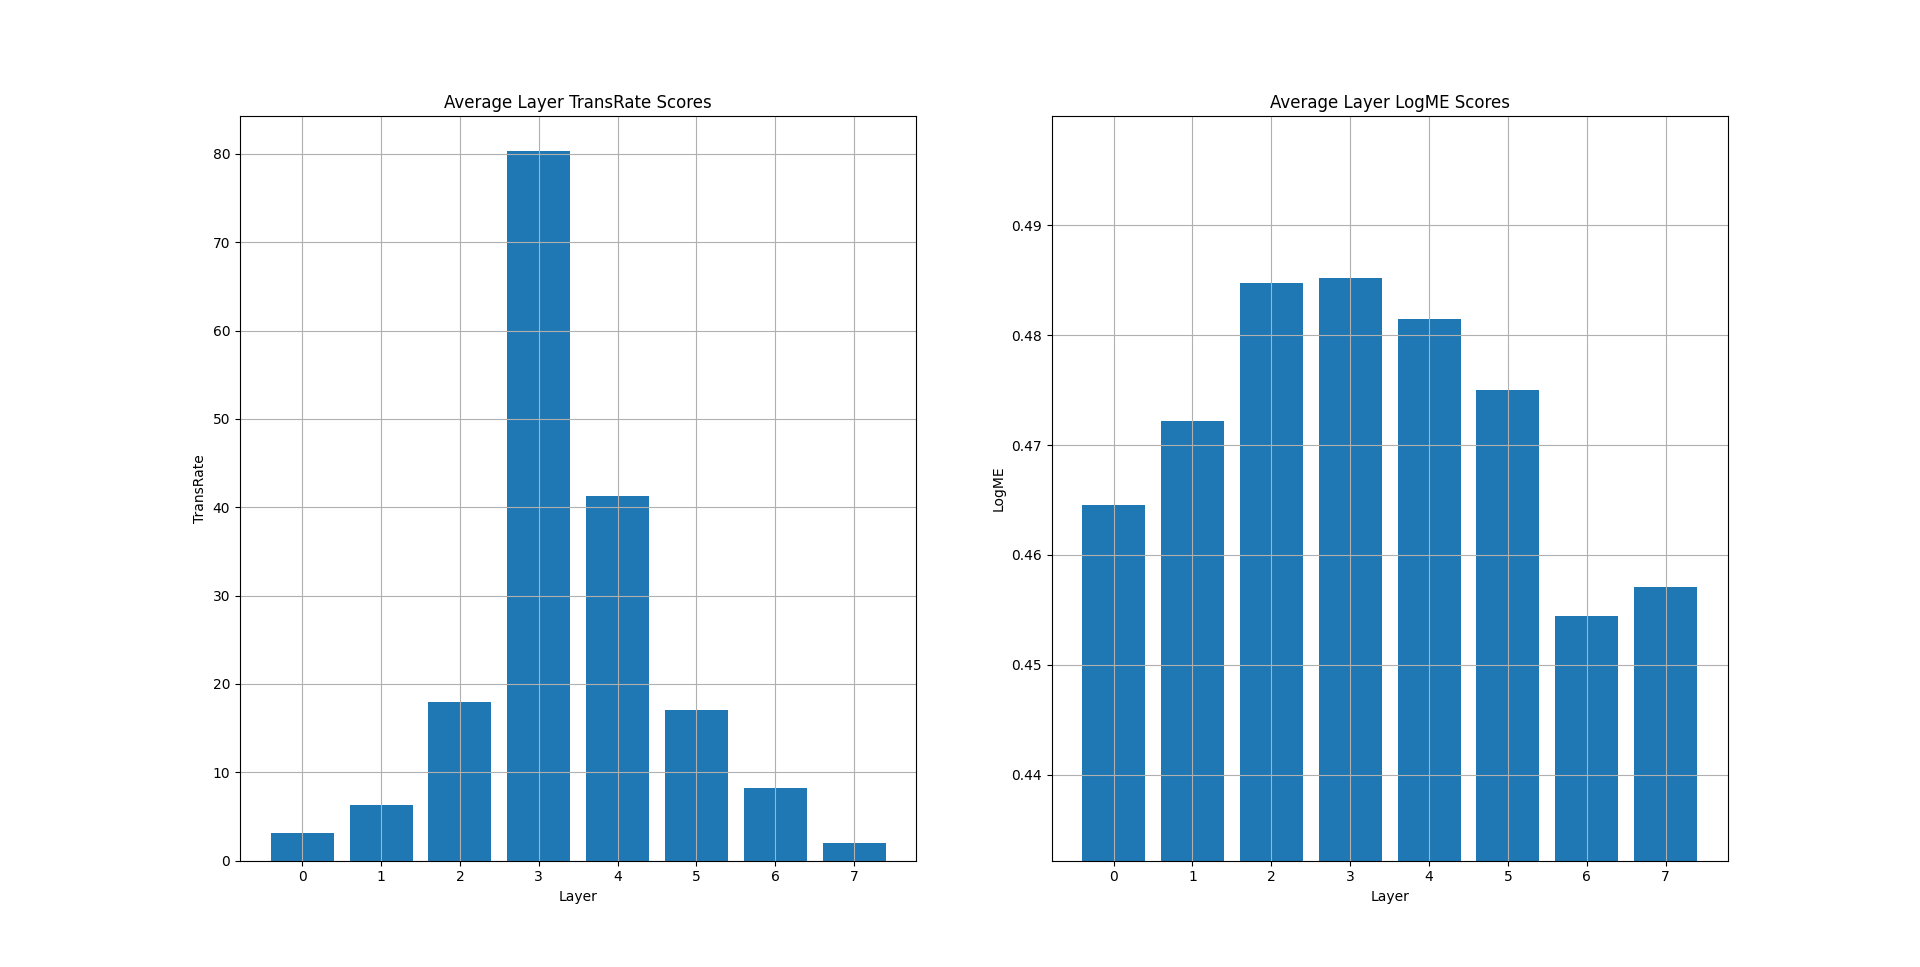 Average Layer TransRate Scores
80
70
60
50
40
30
20
10
0
TransRate
0 1 2 3 4 5 6 7
Layer
Average Layer LogME Scores
0.49
0.48
0.47
0.46
0.45
0.44
LogME
0 1 2 3 4 5 6 7
Layer